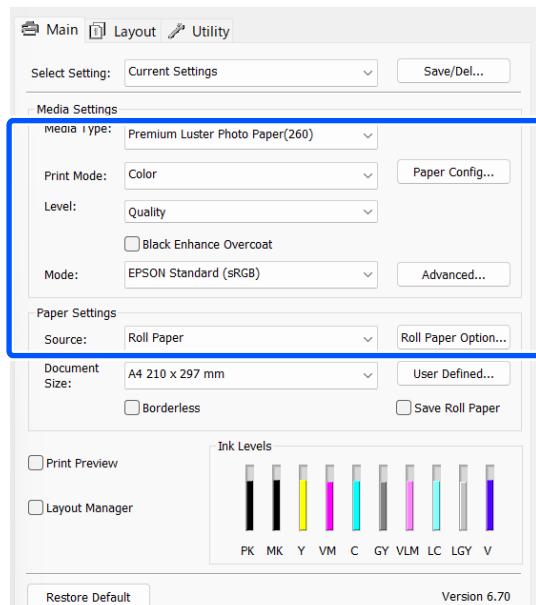 Main Layout Utility
Select Setting: Current Settings Save/Del...
Media Settings
Media Type: Premium Luster Photo Paper(260)
Print Mode: Color Paper Config...
Level: Quality
Black Enhance Overcoat
Mode: EPSON Standard (sRGB) Advanced...
Paper Settings
Source: Roll Paper Roll Paper Option...
Document
Size: A4 210 x 297 mm User Defined...
Borderless Save Roll Paper
Print Preview
Ink Levels
Layout Manager
PK MK Y VM C GY VLM LC LGY V
Restore Default Version 6.70